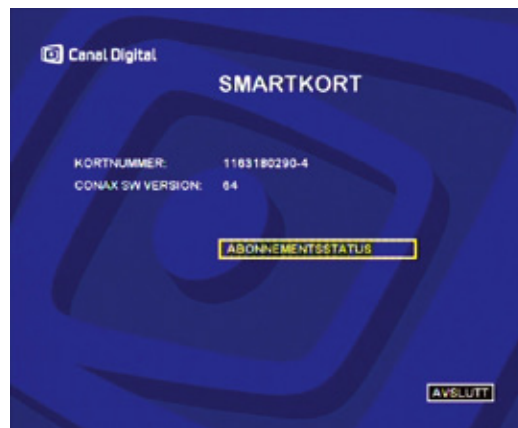 Canal Digital
SMARTKORT
KORTNUMMER: 1163180290-4
CONAX SW VERSION: 64
ABONNEMENTSSTATUS
AVSLUTT